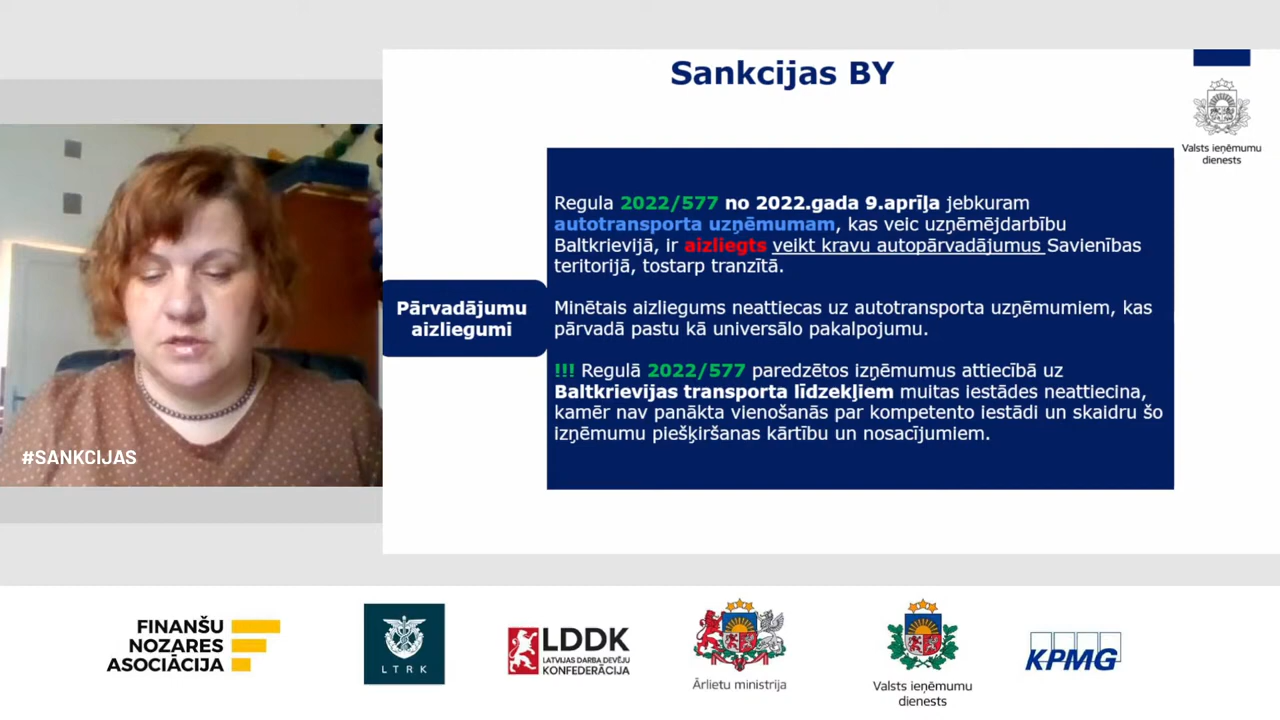 Sankcijas BY
Valsts ieņēmumu
dienests
Regula 2022/577 no 2022.gada 9.aprīļa jebkuram
autotransporta uzņēmumam, kas veic uzņēmējdarbību
Baltkrievijā, ir aizliegts veikt kravu autopārvadājumus Savienības
teritorijā, tostarp tranzītā.
Pārvadājumu
aizliegumi
Minētais aizliegums neattiecas uz autotransporta uzņēmumiem, kas
pārvadā pastu kā universālo pakalpojumu.
!!! Regulā 2022/577 paredzētos izņēmumus attiecībā uz
Baltkrievijas transporta līdzekļiem muitas iestādes neattiecina,
kamēr nav panākta vienošanās par kompetento iestādi un skaidru šo
izņēmumu piešķiršanas kārtību un nosacījumiem.
#SANKCIJAS
FINANŠU
NOZARES
ASOCIĀCIJA
LTRK
LDDK
LATVIJAS DARBA DEVĒJU
KONFEDERĀCIJA
Ārlietu ministrija
Valsts ieņēmumu
dienests
KPMG